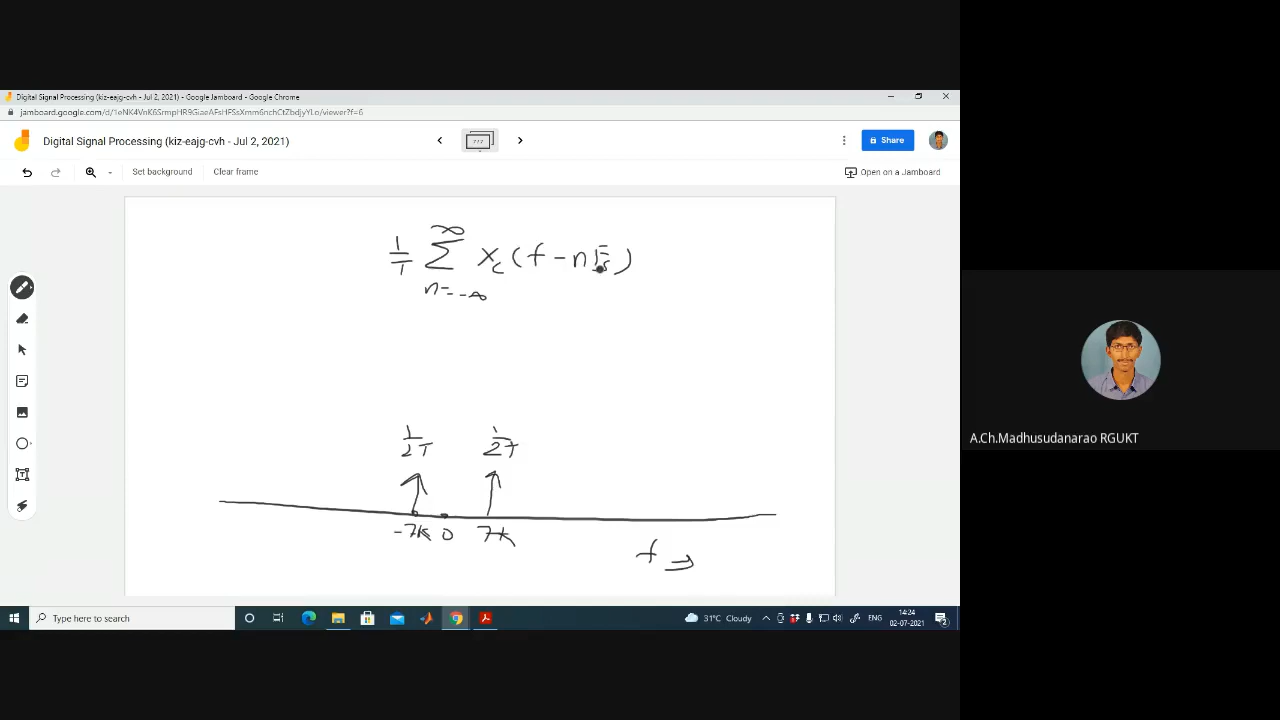 Digital Signal Processing (kiz-eajg-cvh - Jul 2, 2021) - Google Jamboard - Google Chrome
Digital Signal Processing (kiz-eajg-cvh - Jul 2, 2021)
Share
Set background
Clear frame
Open on a Jamboard
1/T ∑ n=-∞ ∞ Xc(f-nFs)
1/2T 1/2T
-7K 0 7K
f
A.Ch.Madhusudanarao RGUKT
Type here to search
31°C Cloudy
ENG
14:24
02-07-2021
2